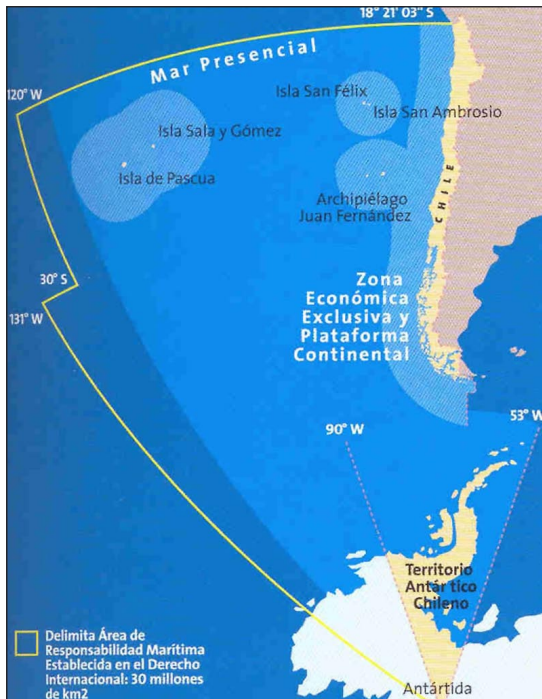 18° 21' 03" S
Mar Presencial
120° W
Isla San Félix
Isla San Ambrosio
Isla Sala y Gómez
Isla de Pascua
Archipiélago
Juan Fernández
CHILE
30° S
131° W
Zona
Económica
Exclusiva y
Plataforma
Continental
90° W
53° W
Territorio
Antártico
Chileno
Delimita Área de
Responsabilidad Marítima
Establecida en el Derecho
Internacional: 30 millones
de km2
Antártida